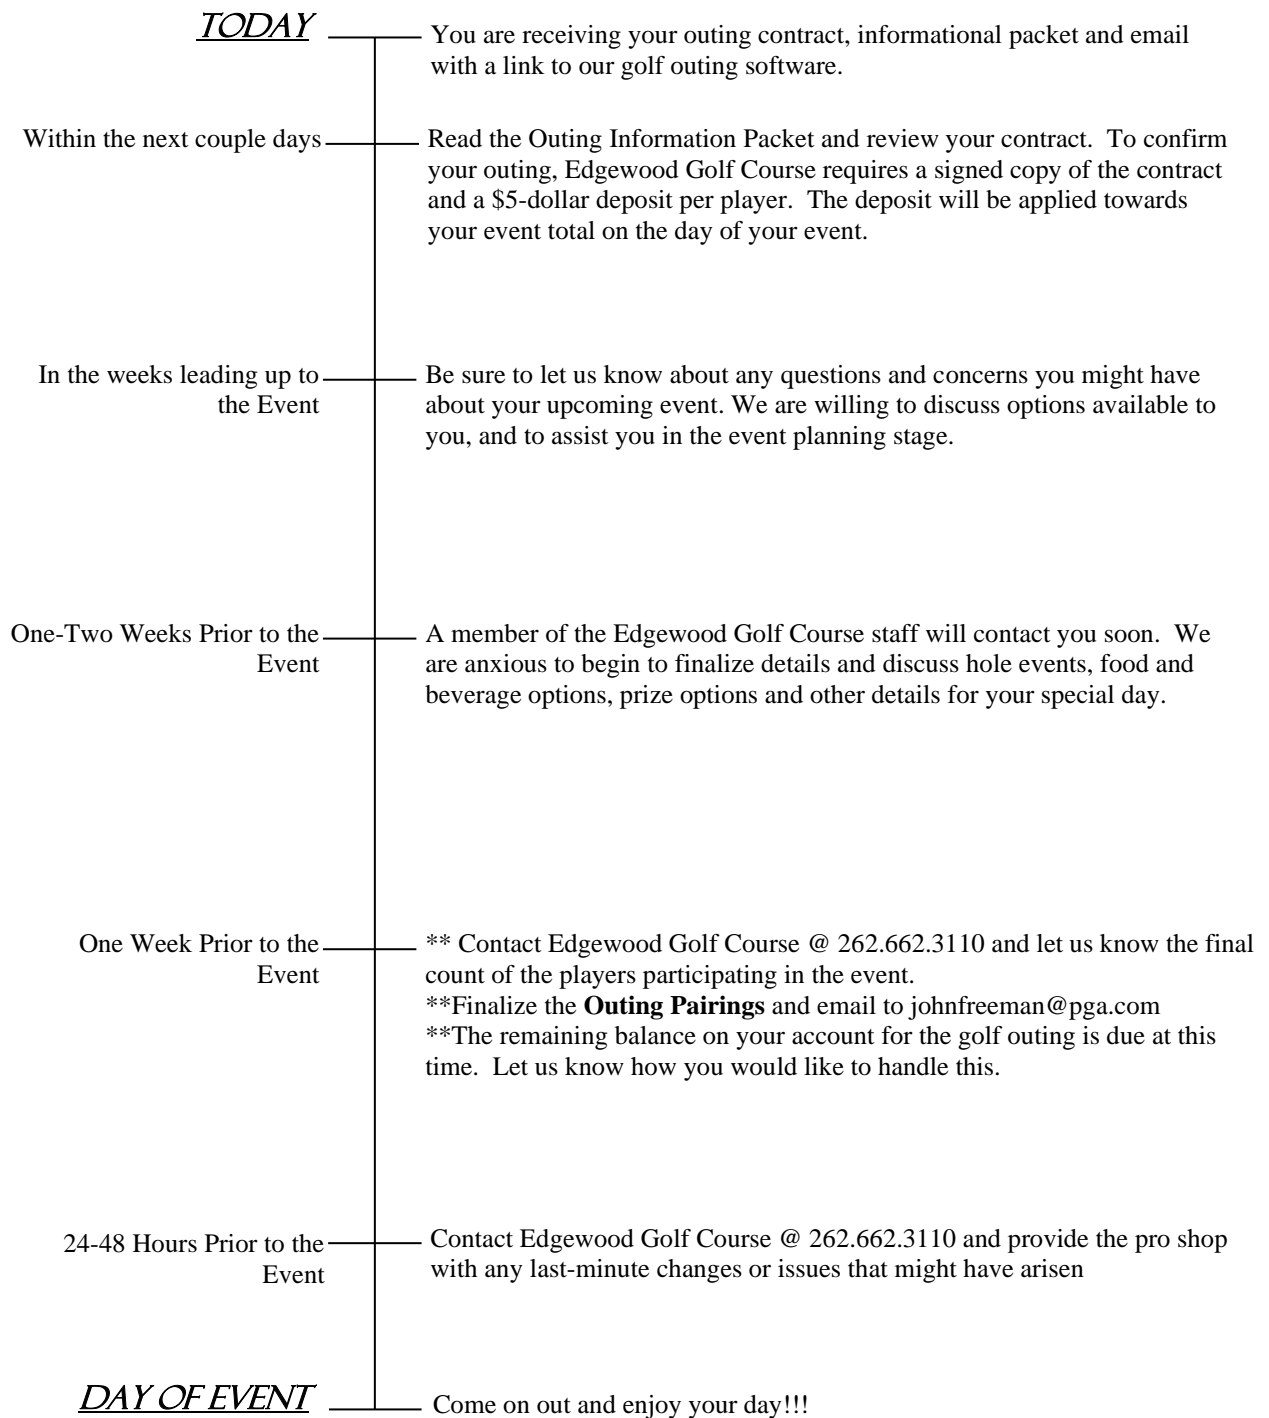 TODAY
You are receiving your outing contract, informational packet and email
with a link to our golf outing software.
Within the next couple days
Read the Outing Information Packet and review your contract.  To confirm
your outing, Edgewood Golf Course requires a signed copy of the contract
and a $5-dollar deposit per player.  The deposit will be applied towards
your event total on the day of your event.
In the weeks leading up to
the Event
Be sure to let us know about any questions and concerns you might have
about your upcoming event. We are willing to discuss options available to
you, and to assist you in the event planning stage.
One-Two Weeks Prior to the
Event
A member of the Edgewood Golf Course staff will contact you soon.  We
are anxious to begin to finalize details and discuss hole events, food and
beverage options, prize options and other details for your special day.
One Week Prior to the
Event
** Contact Edgewood Golf Course @ 262.662.3110 and let us know the final
count of the players participating in the event.
**Finalize the Outing Pairings and email to johnfreeman@pga.com
**The remaining balance on your account for the golf outing is due at this
time.  Let us know how you would like to handle this.
24-48 Hours Prior to the
Event
Contact Edgewood Golf Course @ 262.662.3110 and provide the pro shop
with any last-minute changes or issues that might have arisen
DAY OF EVENT
Come on out and enjoy your day!!!